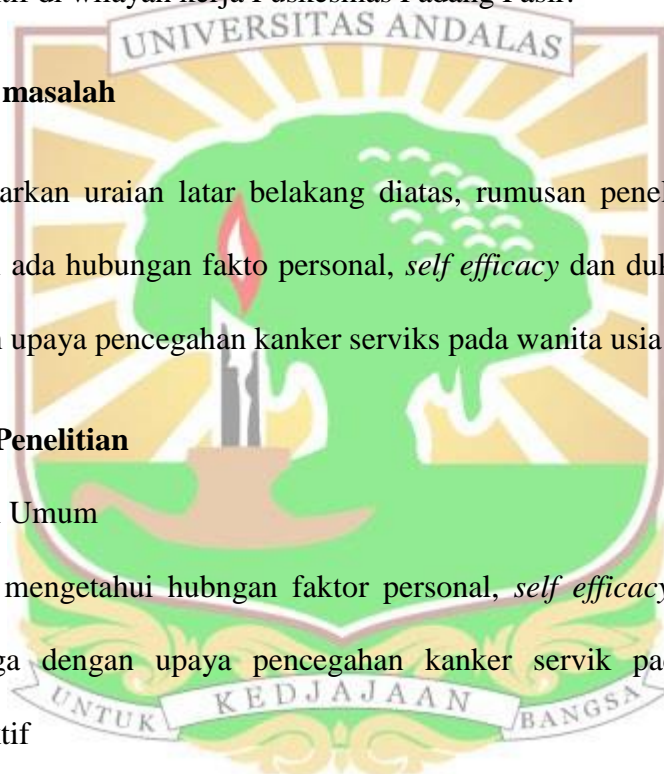 tif di wilayah kerja Puskesmas Padang Pasir.
UNIVERSITAS ANDALAS
masalah
arkan uraian latar belakang diatas, rumusan penel
ada hubungan fakto personal, self efficacy dan duk
upaya pencegahan kanker serviks pada wanita usia
Penelitian
Umum
mengetahui hubngan faktor personal, self efficacy
ga dengan upaya pencegahan kanker servik pa
UNTUK KEDJAJAAN BANGSA
tif